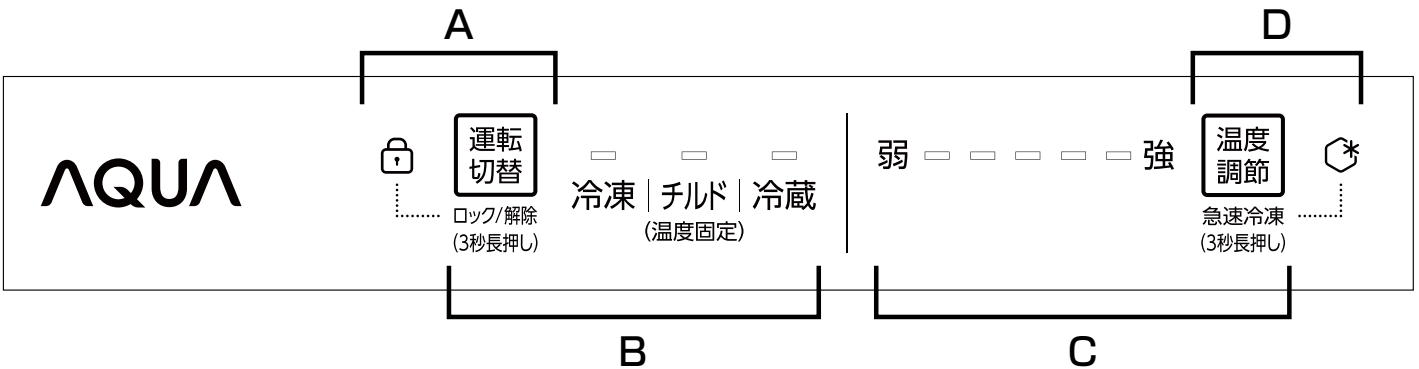 A
D
AQUA
運転
切替
ロック/解除
(3秒長押し)
冷凍|チルド|冷蔵
(温度固定)
弱
強
温度
調節
急速冷凍
(3秒長押し)
B
C